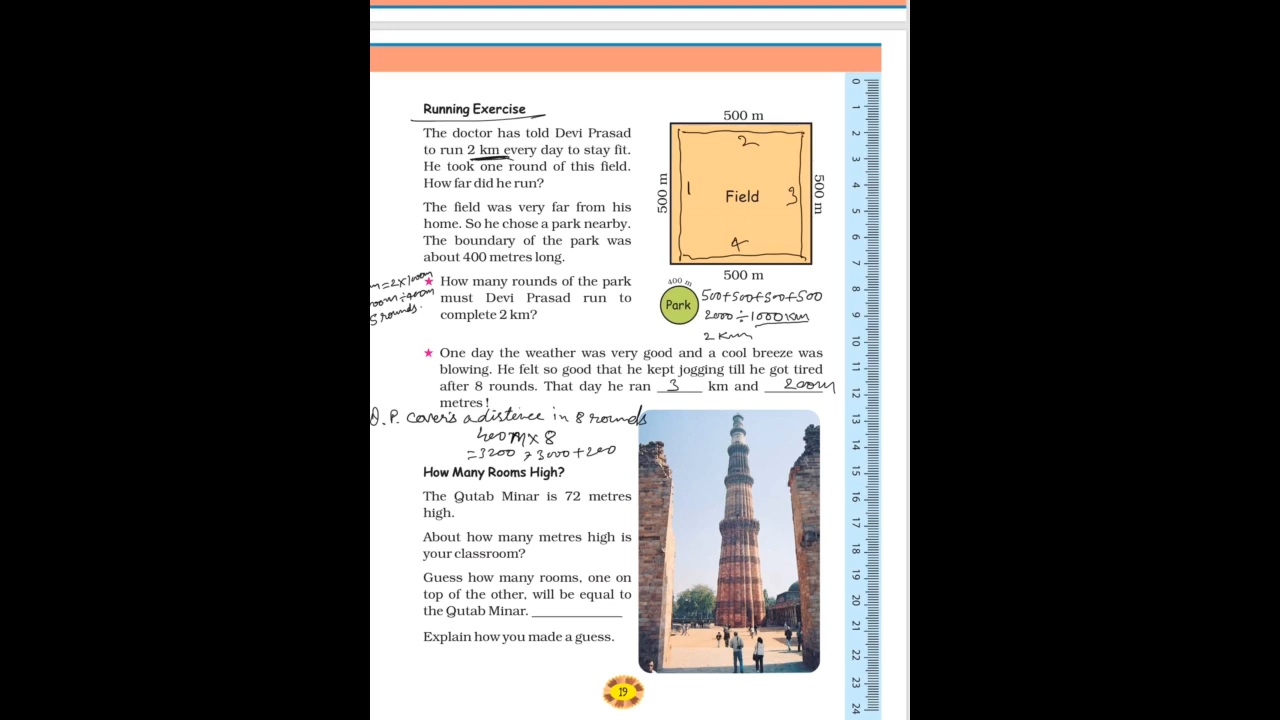 Running Exercise
The doctor has told Devi Prasad
to run 2 km every day to stay fit.
He took one round of this field.
How far did he run?
The field was very far from his
home. So he chose a park nearby.
The boundary of the park was
about 400 metres long.
500 m
500 m
2
1
Field
3
4
500 m
500 m
m = 2 X 1000m
÷ 400m
5 rounds.
★ How many rounds of the park
must Devi Prasad run to
complete 2 km?
400 m
Park
500+500+500+500
2000 ÷ 1000 km
2 km
★ One day the weather was very good and a cool breeze was
blowing. He felt so good that he kept jogging till he got tired
after 8 rounds. That day he ran 3 km and 200m
metres !
D. P. cover's a distence in 8 rounds
400 m X 8
= 3200 = 3000 + 200
How Many Rooms High?
The Qutab Minar is 72 metres
high.
About how many metres high is
your classroom?
Guess how many rooms, one on
top of the other, will be equal to
the Qutab Minar.
Explain how you made a guess.
19
0
1
2
3
4
5
6
7
8
9
10
11
12
13
14
15
16
17
18
19
20
21
22
23
24